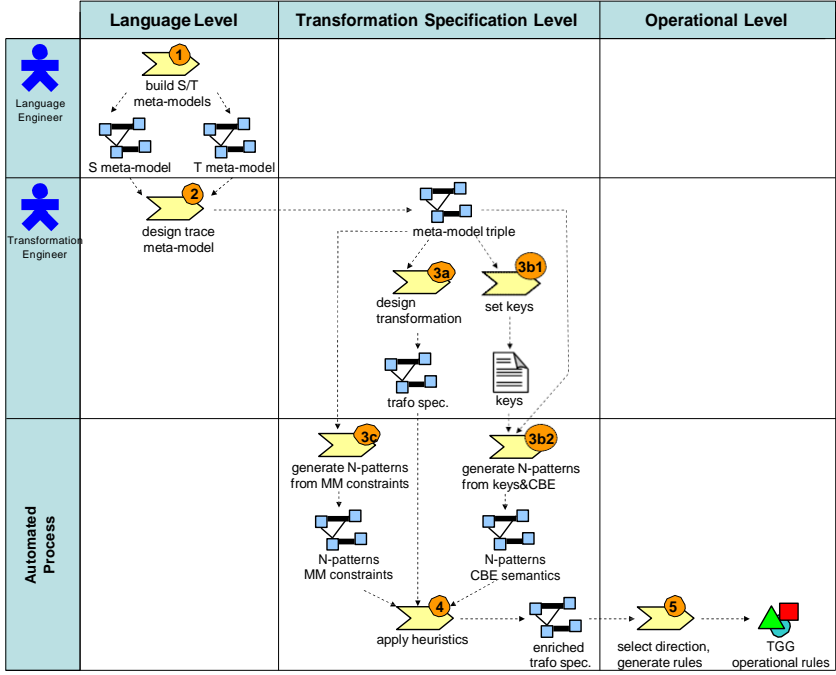 Language Level
Transformation Specification Level
Operational Level
Language
Engineer
1
build S/T
meta-models
S meta-model
T meta-model
Transformation
Engineer
2
design trace
meta-model
meta-model triple
3a
design
transformation
3b1
set keys
trafo spec.
keys
Automated
Process
3c
generate N-patterns
from MM constraints
3b2
generate N-patterns
from keys&CBE
N-patterns
MM constraints
N-patterns
CBE semantics
4
apply heuristics
enriched
trafo spec.
5
select direction,
generate rules
TGG
operational rules